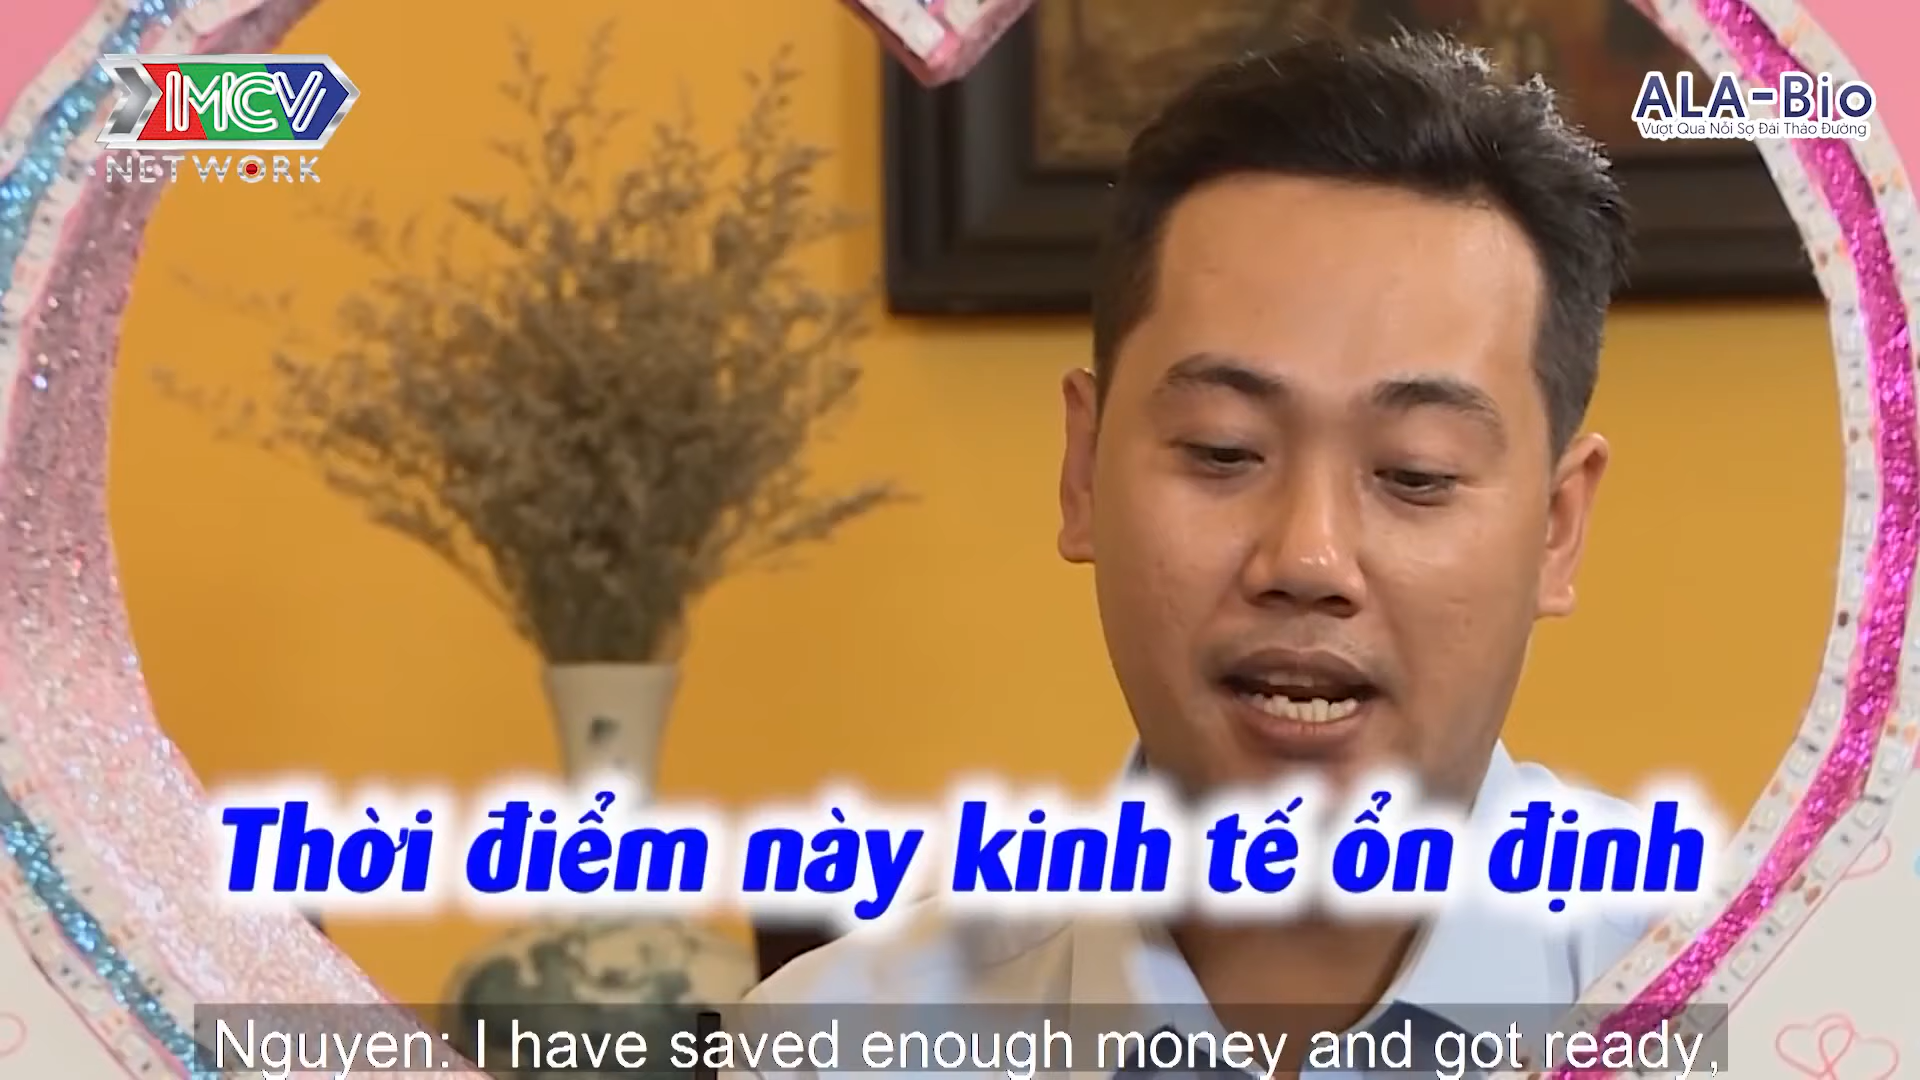 MCV
NETWORK
ALA-Bio
Vượt Qua Nỗi Sợ Đái Tháo Đường
Thời điểm này kinh tế ổn định
Nguyen: I have saved enough money and got ready,